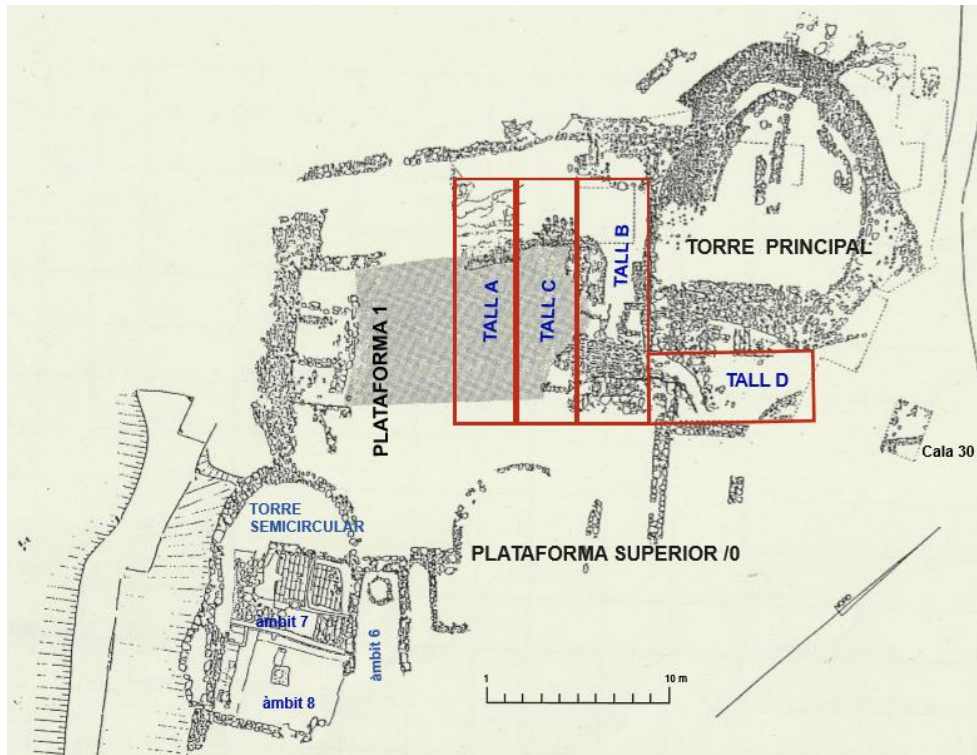 TORRE PRINCIPAL
TALL B
TALL A
TALL C
PLATAFORMA 1
TALL D
Cala 30
TORRE
SEMICIRCULAR
PLATAFORMA SUPERIOR /0
NORD
àmbit 7
àmbit 6
àmbit 8
1
10 m